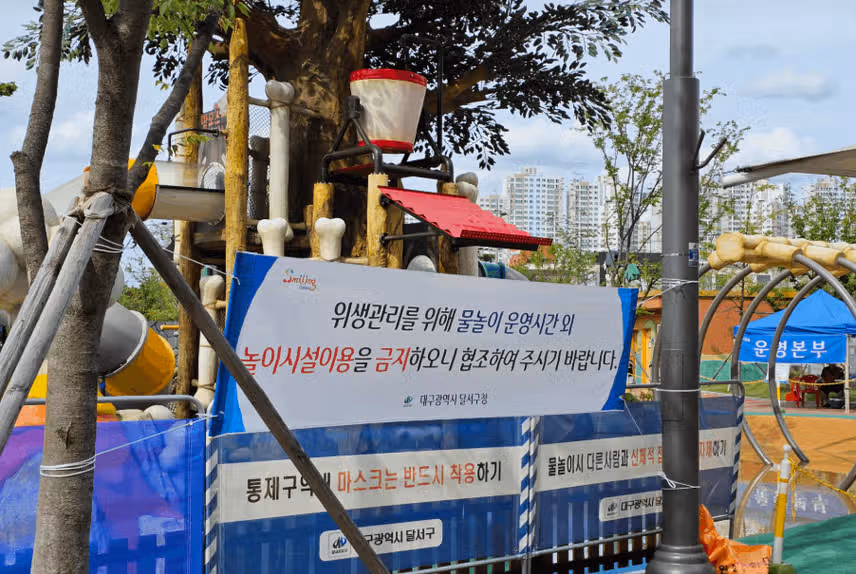 Smiling
위생관리를 위해 물놀이 운영시간 외
놀이시설이용을 금지하오니 협조하여 주시기 바랍니다.
대구광역시 달서구청
운영본부
통제구역 마스크는 반드시 착용하기
대구광역시 달서구
물놀이시 다른사람과 신체적 자제하기
대구광역시